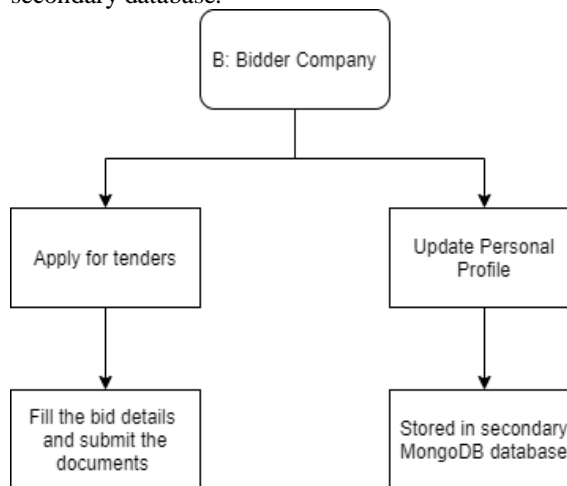 secondary database.
B: Bidder Company
Apply for tenders
Update Personal
Profile
Fill the bid details
and submit the
documents
Stored in secondary
MongoDB database